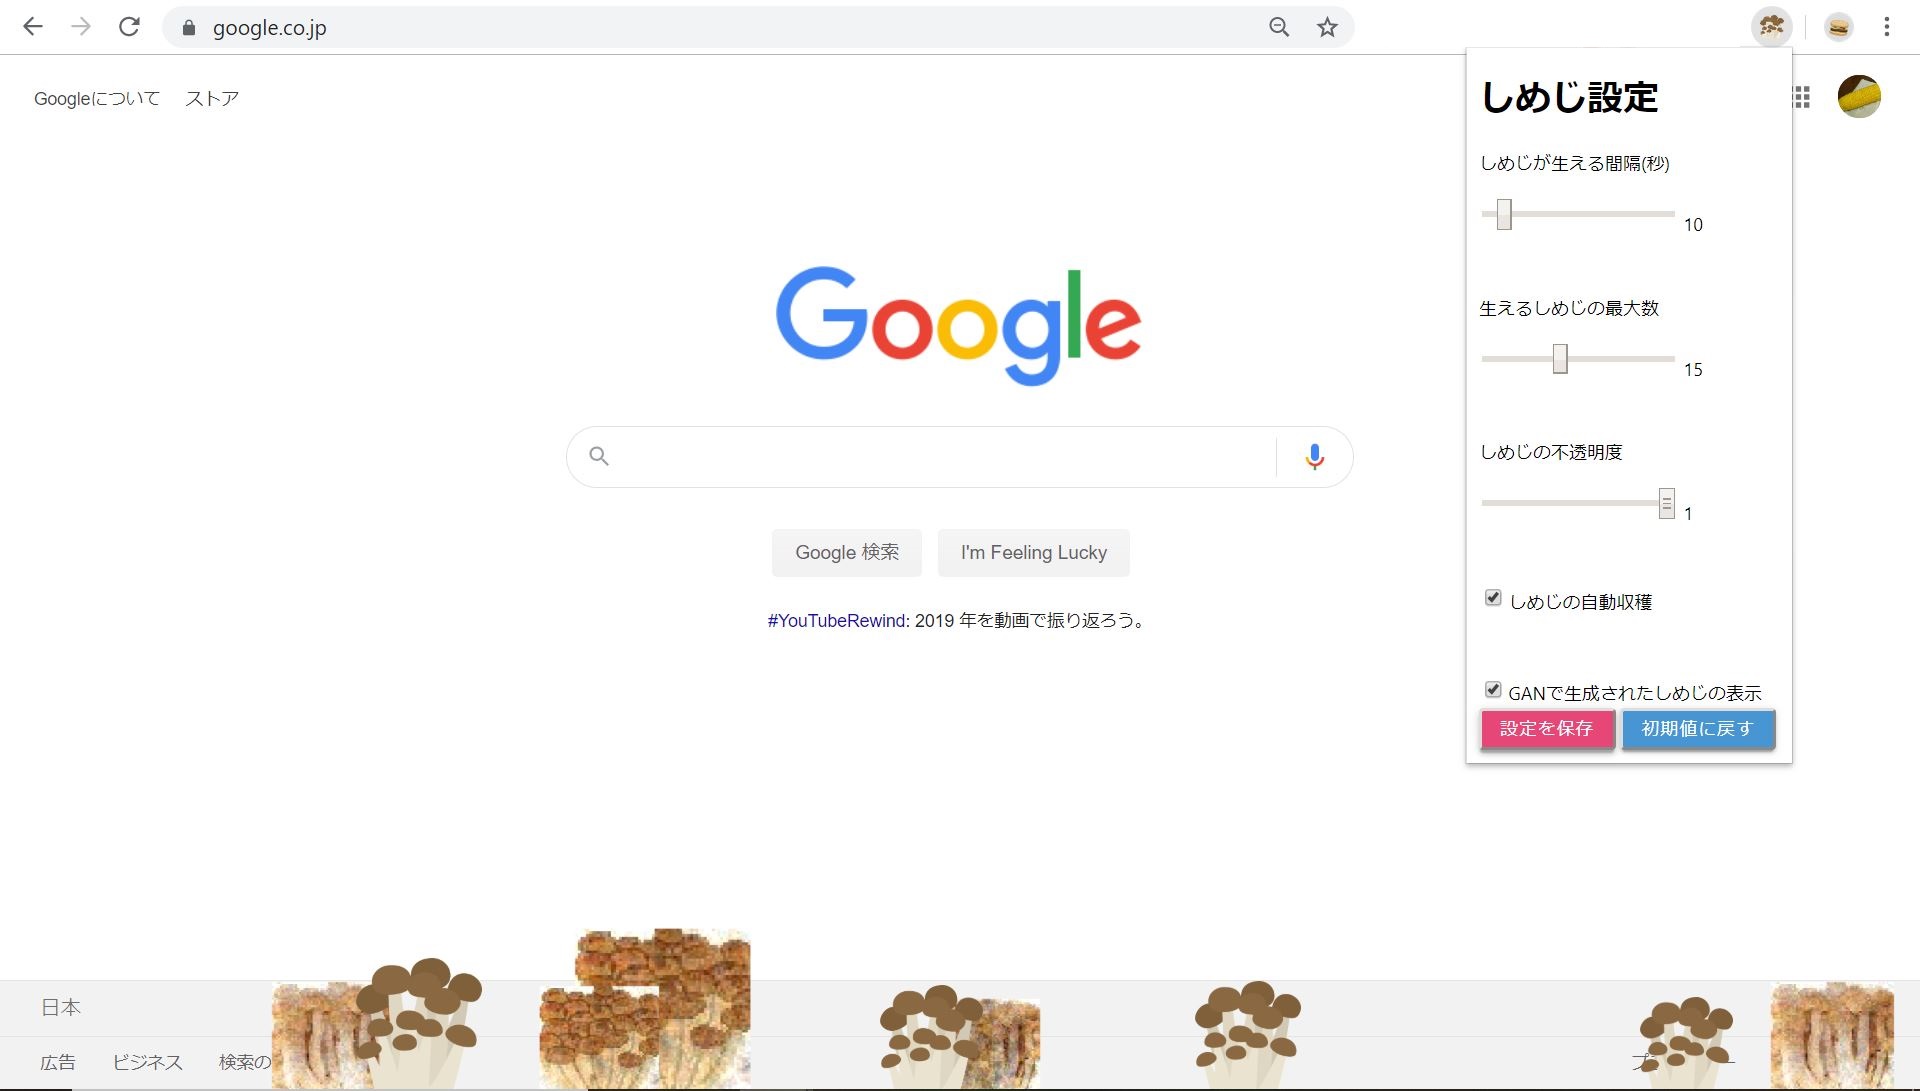 google.co.jp
Googleについて ストア
しめじ設定
しめじが生える間隔(秒)
10
生えるしめじの最大数
15
しめじの不透明度
1
しめじの自動収穫
GANで生成されたしめじの表示
設定を保存 初期値に戻す
Google
Google 検索 I'm Feeling Lucky
#YouTubeRewind: 2019 年を動画で振り返ろう。
日本
広告 ビジネス 検索の